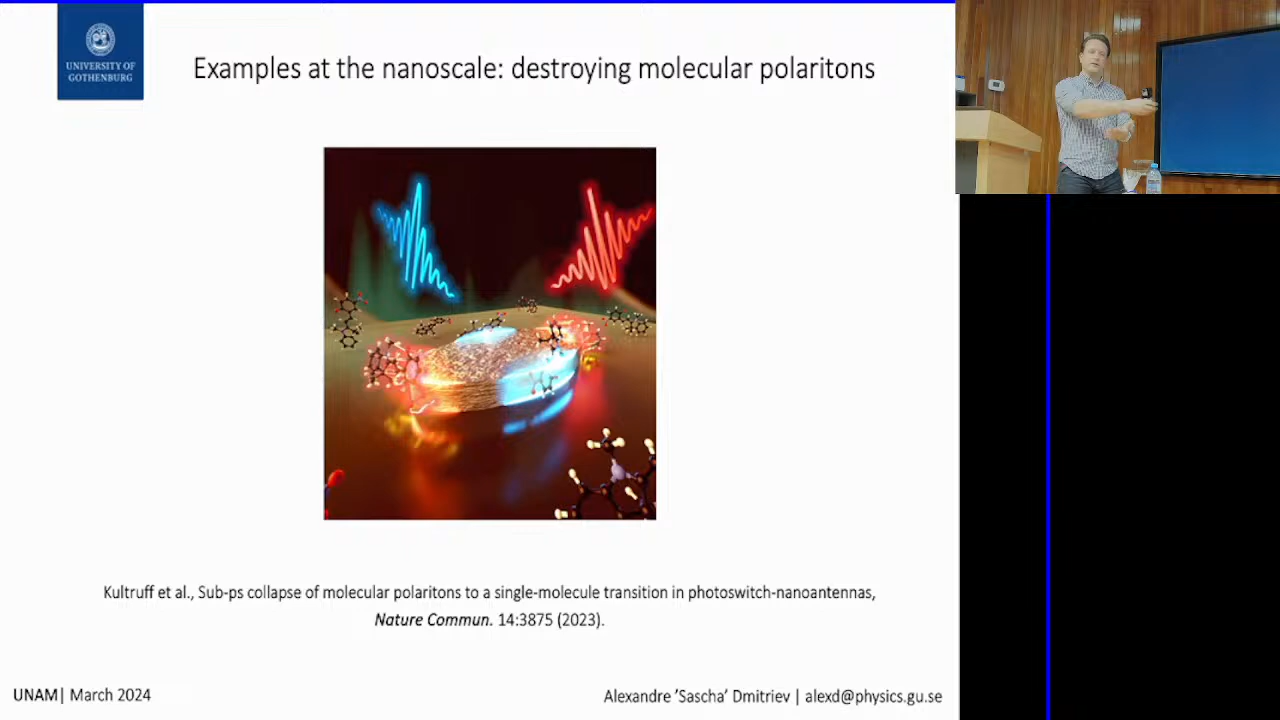 UNIVERSITY OF
GOTHENBURG
Examples at the nanoscale: destroying molecular polaritons
Kultruff et al., Sub-ps collapse of molecular polaritons to a single-molecule transition in photoswitch-nanoantennas,
Nature Commun. 14:3875 (2023).
UNAM| March 2024
Alexandre ’Sascha’ Dmitriev | alexd@physics.gu.se